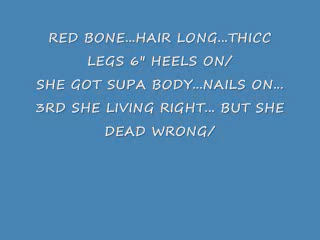 RED BONE...HAIR LONG...THICC
LEGS 6" HEELS ON/
SHE GOT SUPA BODY...NAILS ON...
3RD SHE LIVING RIGHT... BUT SHE
DEAD WRONG/